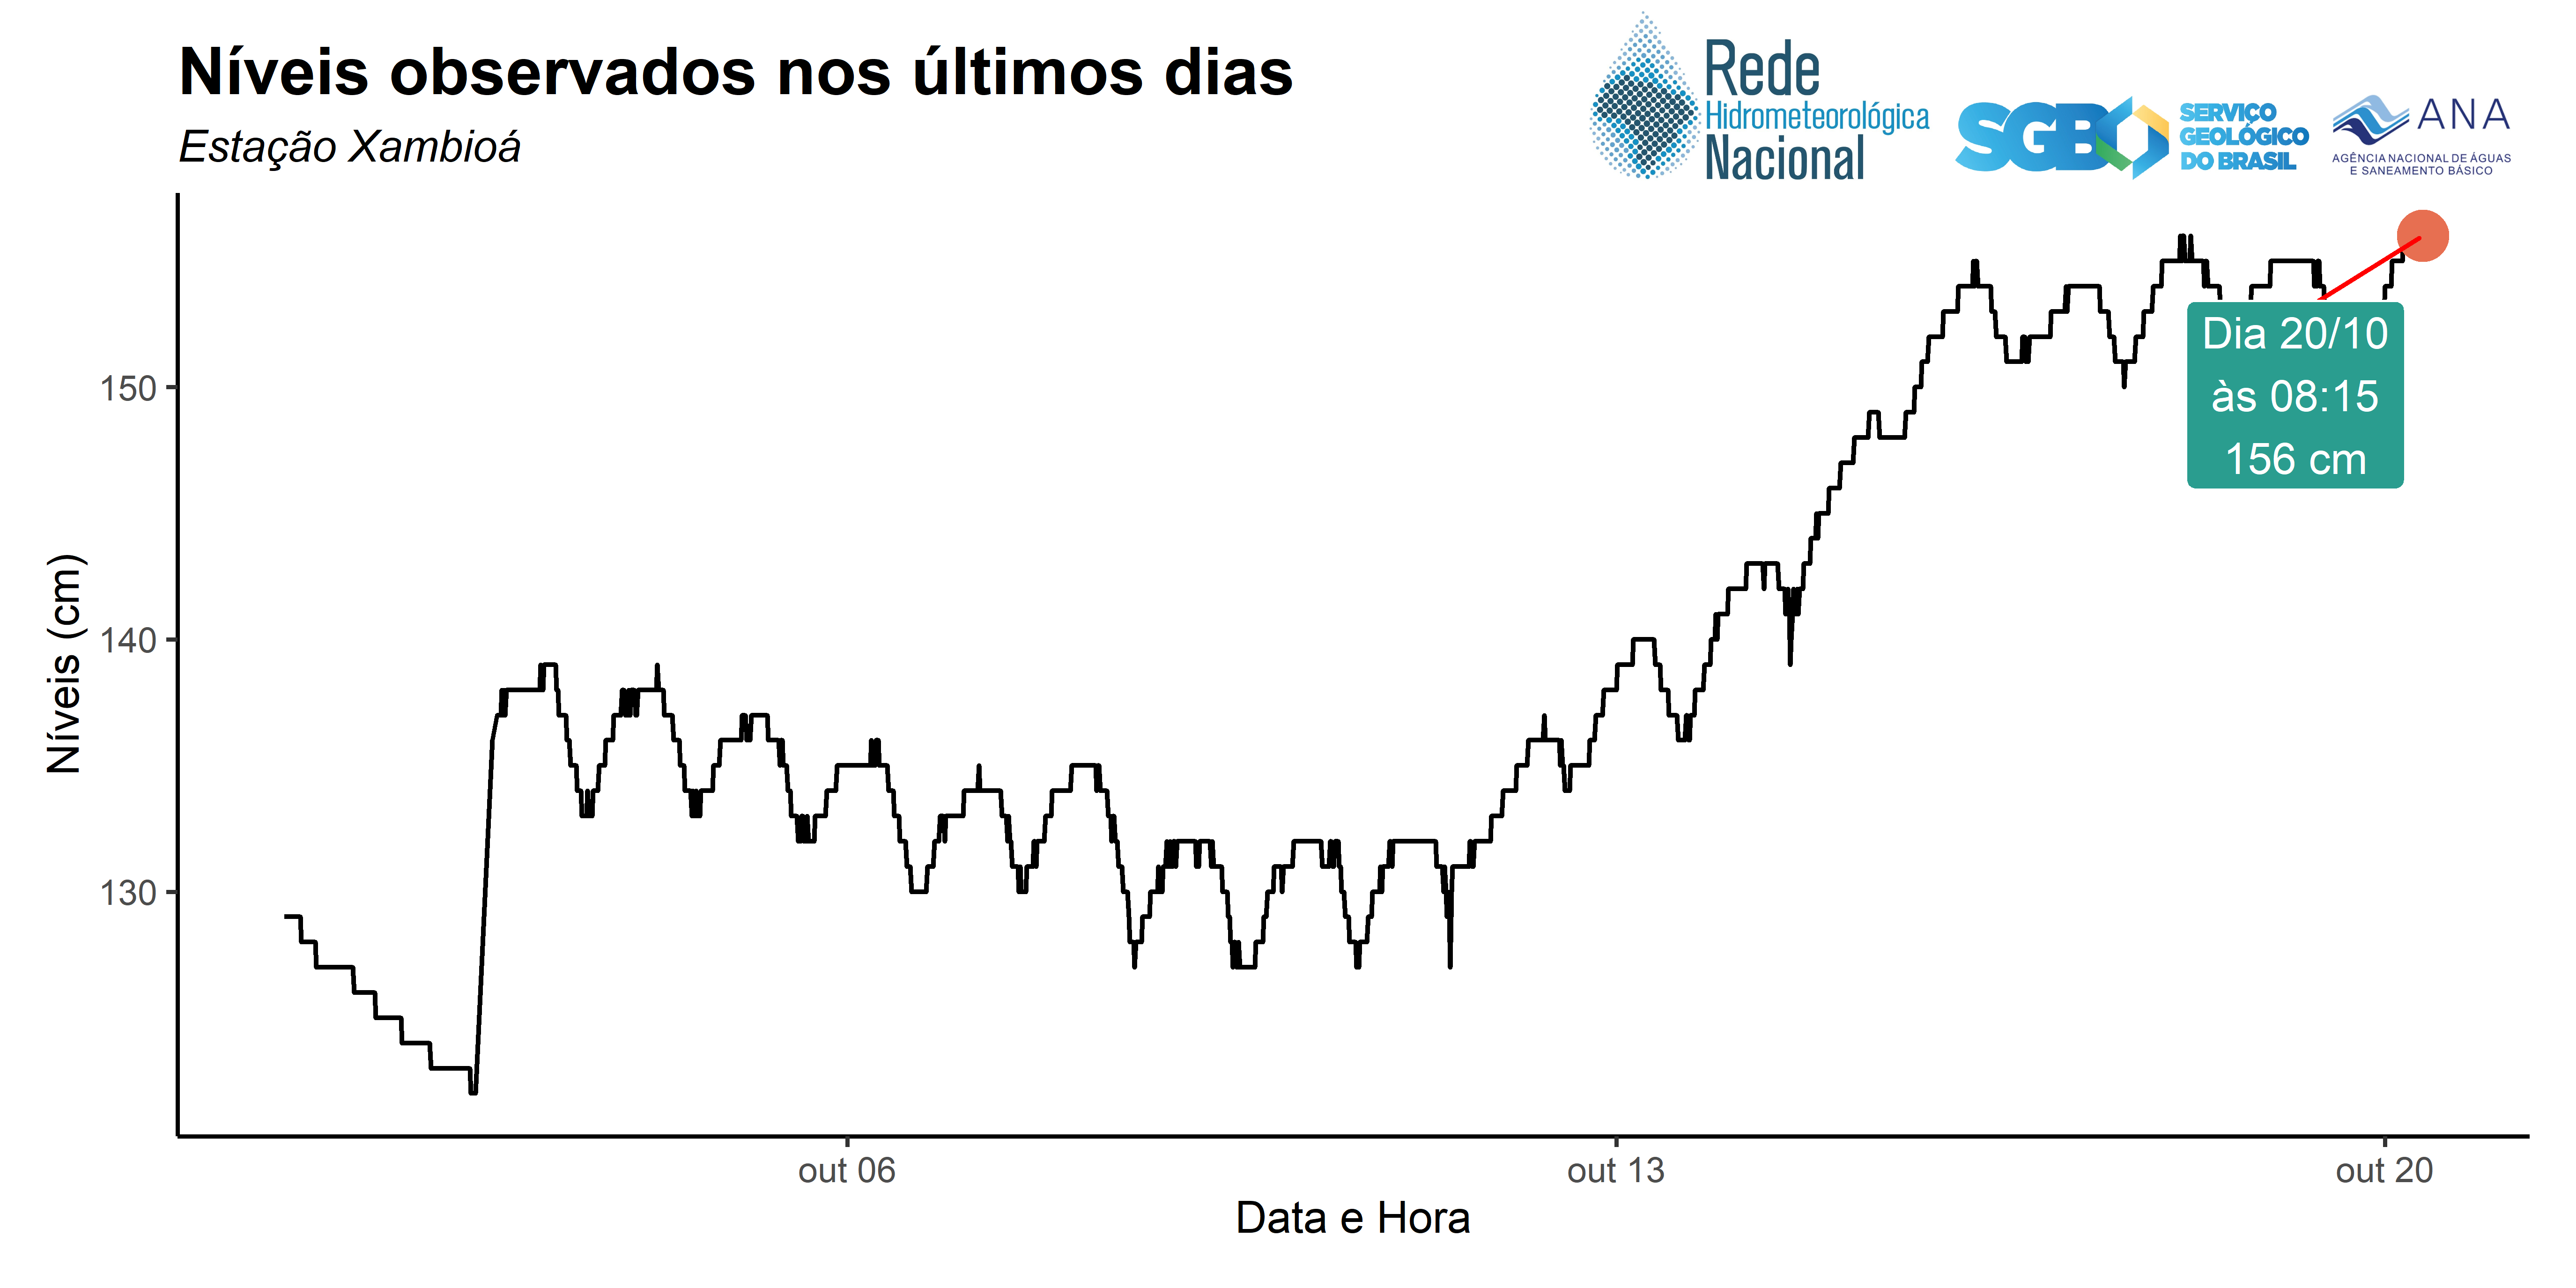 Níveis observados nos últimos dias
Estação Xambioá
Rede
Hidrometeorológica
Nacional
SGB
SERVIÇO
GEOLÓGICO
DO BRASIL
ANA
AGÊNCIA NACIONAL DE ÁGUAS
E SANEAMENTO BÁSICO
Dia 20/10
às 08:15
156 cm
Níveis (cm)
150
140
130
out 06
out 13
out 20
Data e Hora